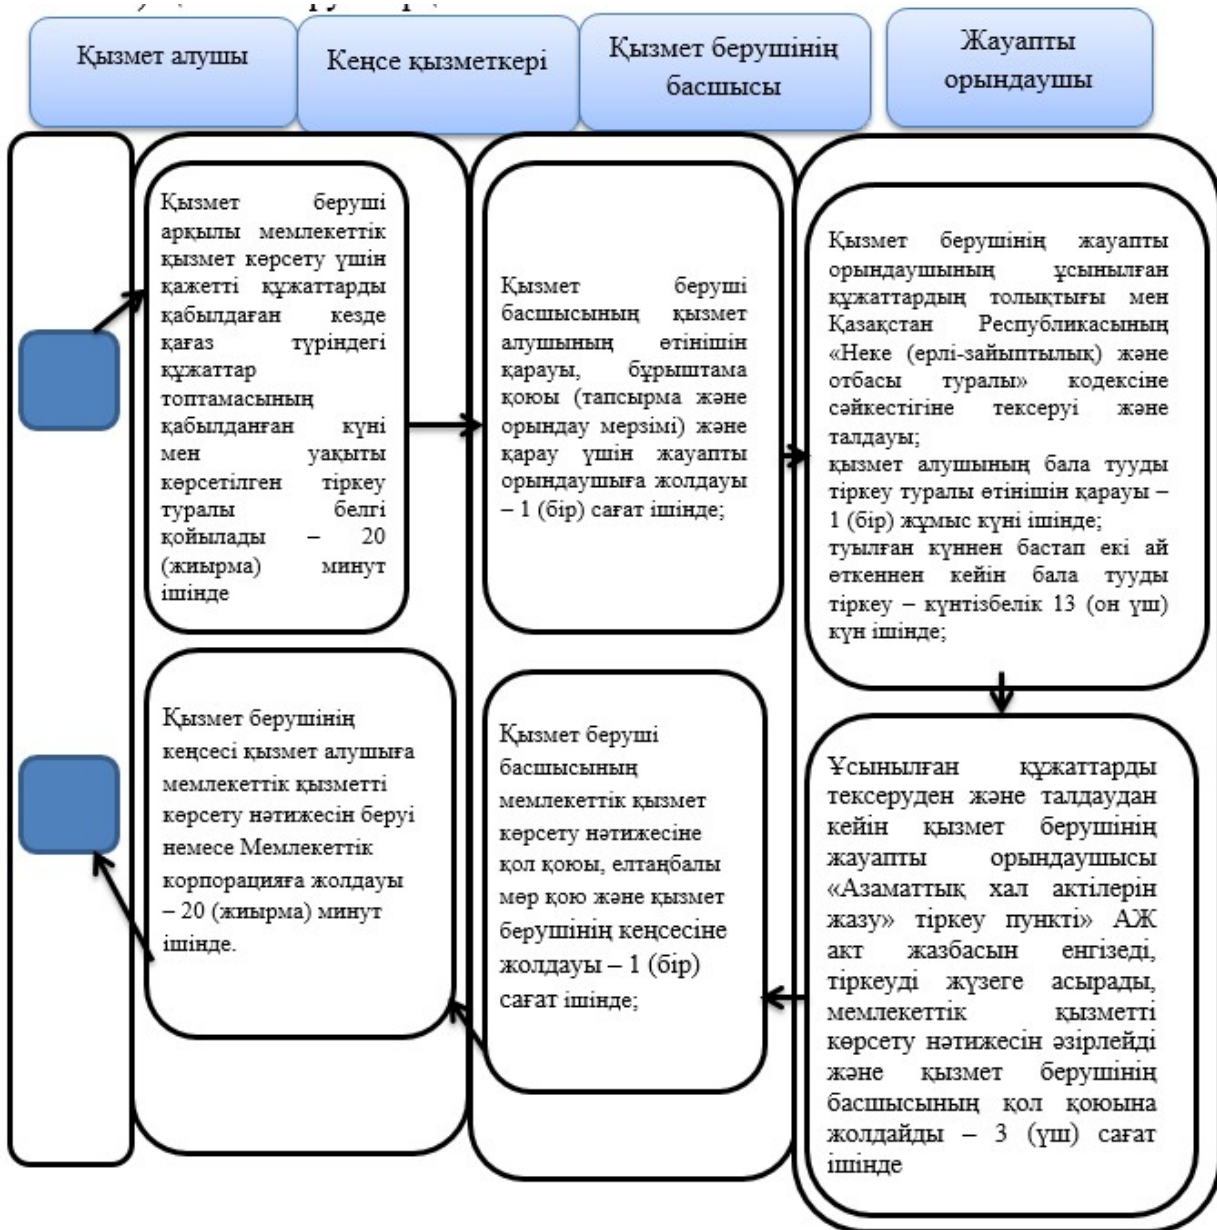 Қызмет алушы
Кеңсе қызметкері
Қызмет берушінің
басшысы
Жауапты
орындаушы
Қызмет беруші
арқылы мемлекеттік
қызмет көрсету үшін
қажетті құжаттарды
қабылдаған кезде
қағаз түріндегі
құжаттар
топтамасының
қабылданған күні
мен уақыты
көрсетілген тіркеу
туралы белгі
қойылады – 20
(жиырма) минут
ішінде
Қызмет беруші
басшысының қызмет
алушының өтінішін
қарауы, бұрыштама
қоюы (тапсырма және
орындау мерзімі) және
қарау үшін жауапты
орындаушыға жолдауы
– 1 (бір) сағат ішінде;
Қызмет берушінің жауапты
орындаушының ұсынылған
құжаттардың толықтығы мен
Қазақстан Республикасының
«Неке (ерлі-зайыптылық) және
отбасы туралы» кодексіне
сәйкестігіне тексеруі және
талдауы;
қызмет алушының бала тууды
тіркеу туралы өтінішін қарауы –
1 (бір) жұмыс күні ішінде;
туылған күннен бастап екі ай
өткеннен кейін бала тууды
тіркеу – күнтізбелік 13 (он үш)
күн ішінде;
Ұсынылған құжаттарды
тексеруден және талдаудан
кейін қызмет берушінің
жауапты орындаушысы
«Азаматтық хал актілерін
жазу» тіркеу пункті» АЖ
акт жазбасын енгізеді,
тіркеуді жүзеге асырады,
мемлекеттік қызметті
көрсету нәтижесін әзірлейді
және қызмет берушінің
басшысының қол қоюына
жолдайды – 3 (үш) сағат
ішінде
Қызмет беруші
басшысының
мемлекеттік қызмет
көрсету нәтижесіне
қол қоюы, елтаңбалы
мөр қою және қызмет
берушінің кеңсесіне
жолдауы – 1 (бір)
сағат ішінде;
Қызмет берушінің
кеңсесі қызмет алушыға
мемлекеттік қызметті
көрсету нәтижесін беруі
немесе Мемлекеттік
корпорацияға жолдауы
– 20 (жиырма) минут
ішінде.